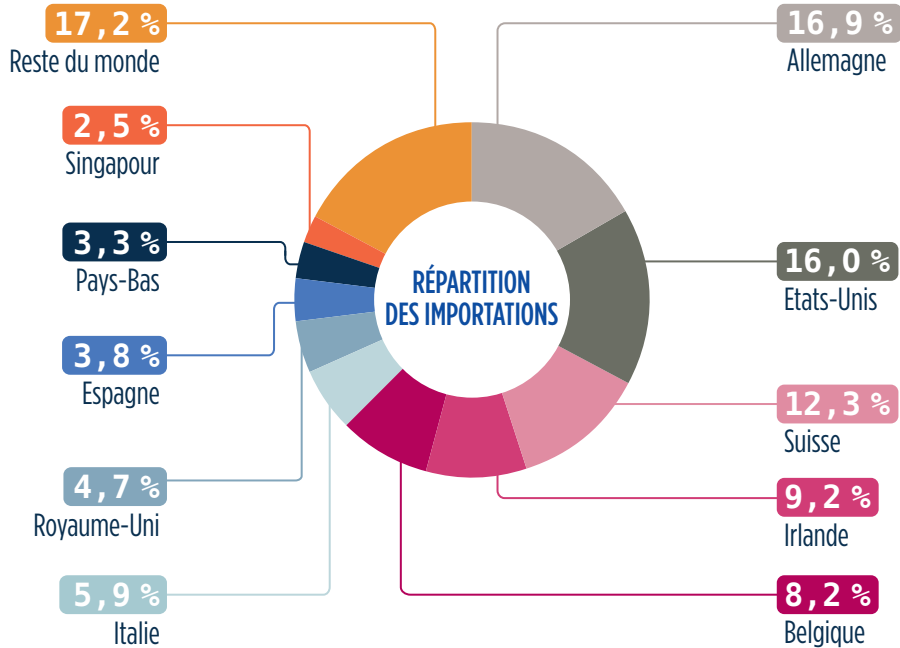 17,2 %
Reste du monde
2,5 %
Singapour
3,3 %
Pays-Bas
3,8 %
Espagne
4,7 %
Royaume-Uni
5,9 %
Italie
RÉPARTITION
DES IMPORTATIONS
16,9 %
Allemagne
16,0 %
Etats-Unis
12,3 %
Suisse
9,2 %
Irlande
8,2 %
Belgique